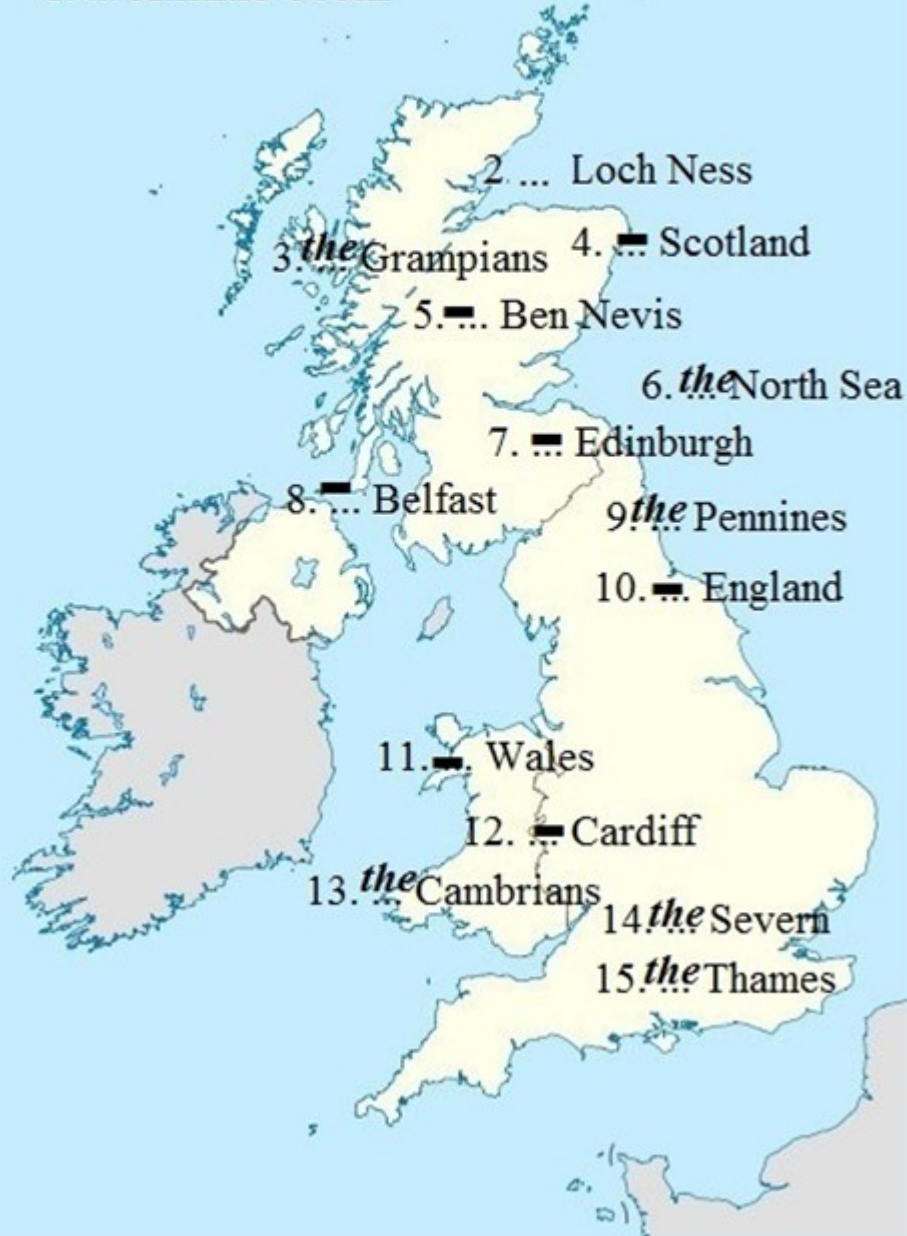 2 ... Loch Ness
3. the ... Grampians
4. – ... Scotland
5. – ... Ben Nevis
6. the ... North Sea
7. – ... Edinburgh
8. – ... Belfast
9. the ... Pennines
10. – ... England
11. – ... Wales
12. – ... Cardiff
13. the ... Cambrians
14. the ... Severn
15. the ... Thames